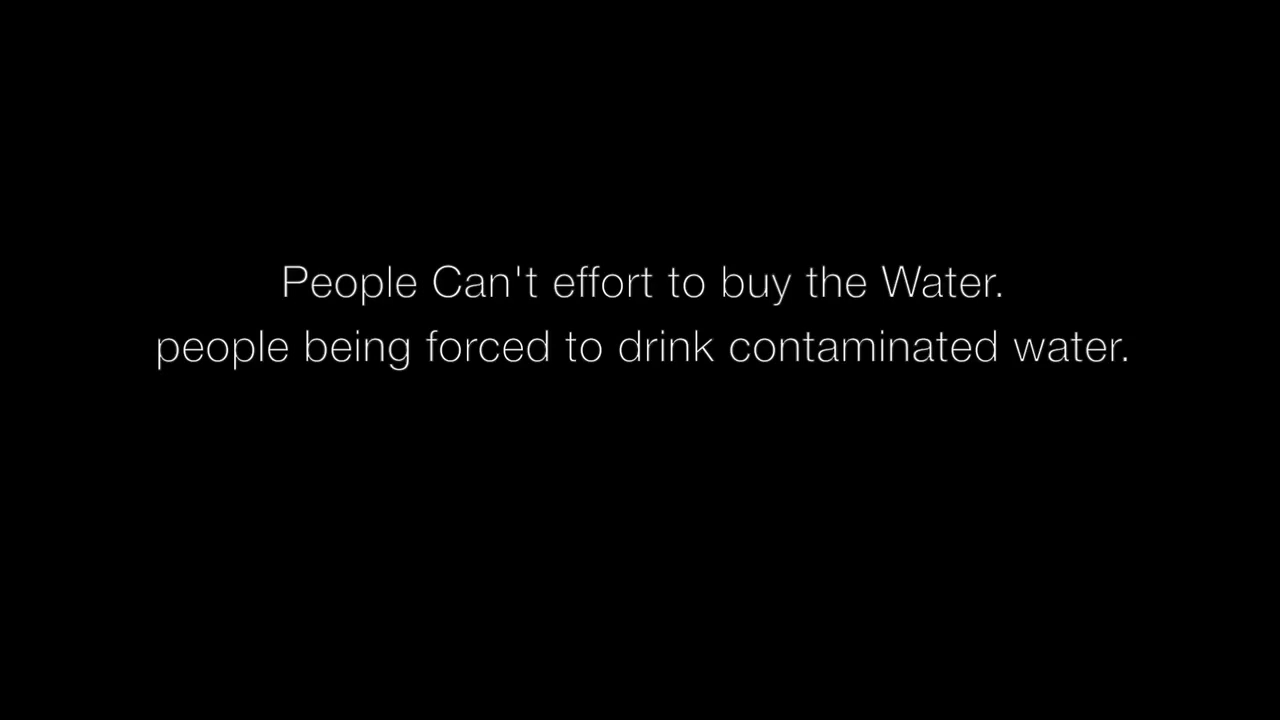 People Can't effort to buy the Water.
people being forced to drink contaminated water.